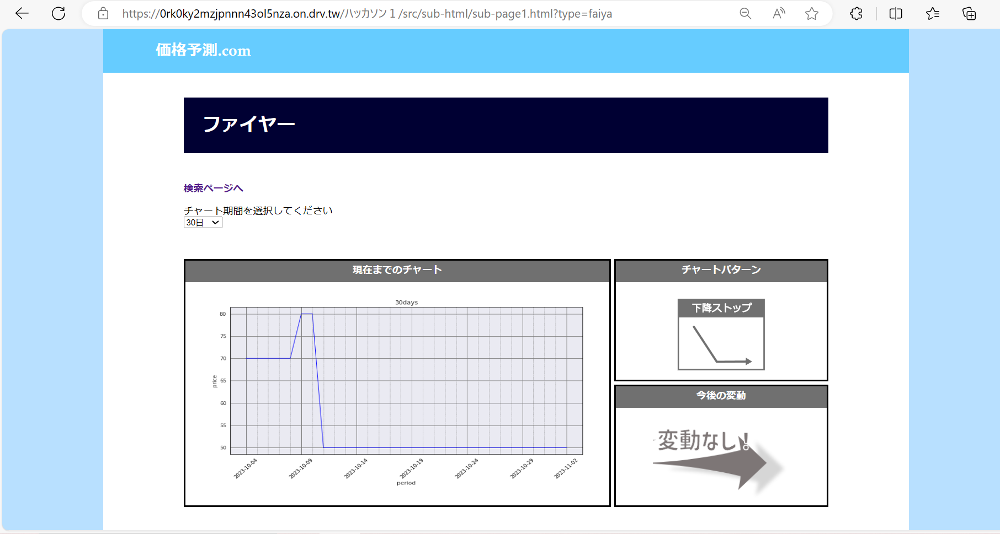 https://0rk0ky2mzjpnnn43ol5nza.on.drv.tw/ハッカソン１/src/sub-html/sub-page1.html?type=faiya
価格予測.com
ファイヤー
検索ページへ
チャート期間を選択してください
30日
現在までのチャート
30days
80
75
70
65
60
55
50
price
2023-10-04
2023-10-09
2023-10-14
2023-10-19
2023-10-24
2023-10-29
2023-11-02
period
チャートパターン
下降ストップ
今後の変動
変動なし!